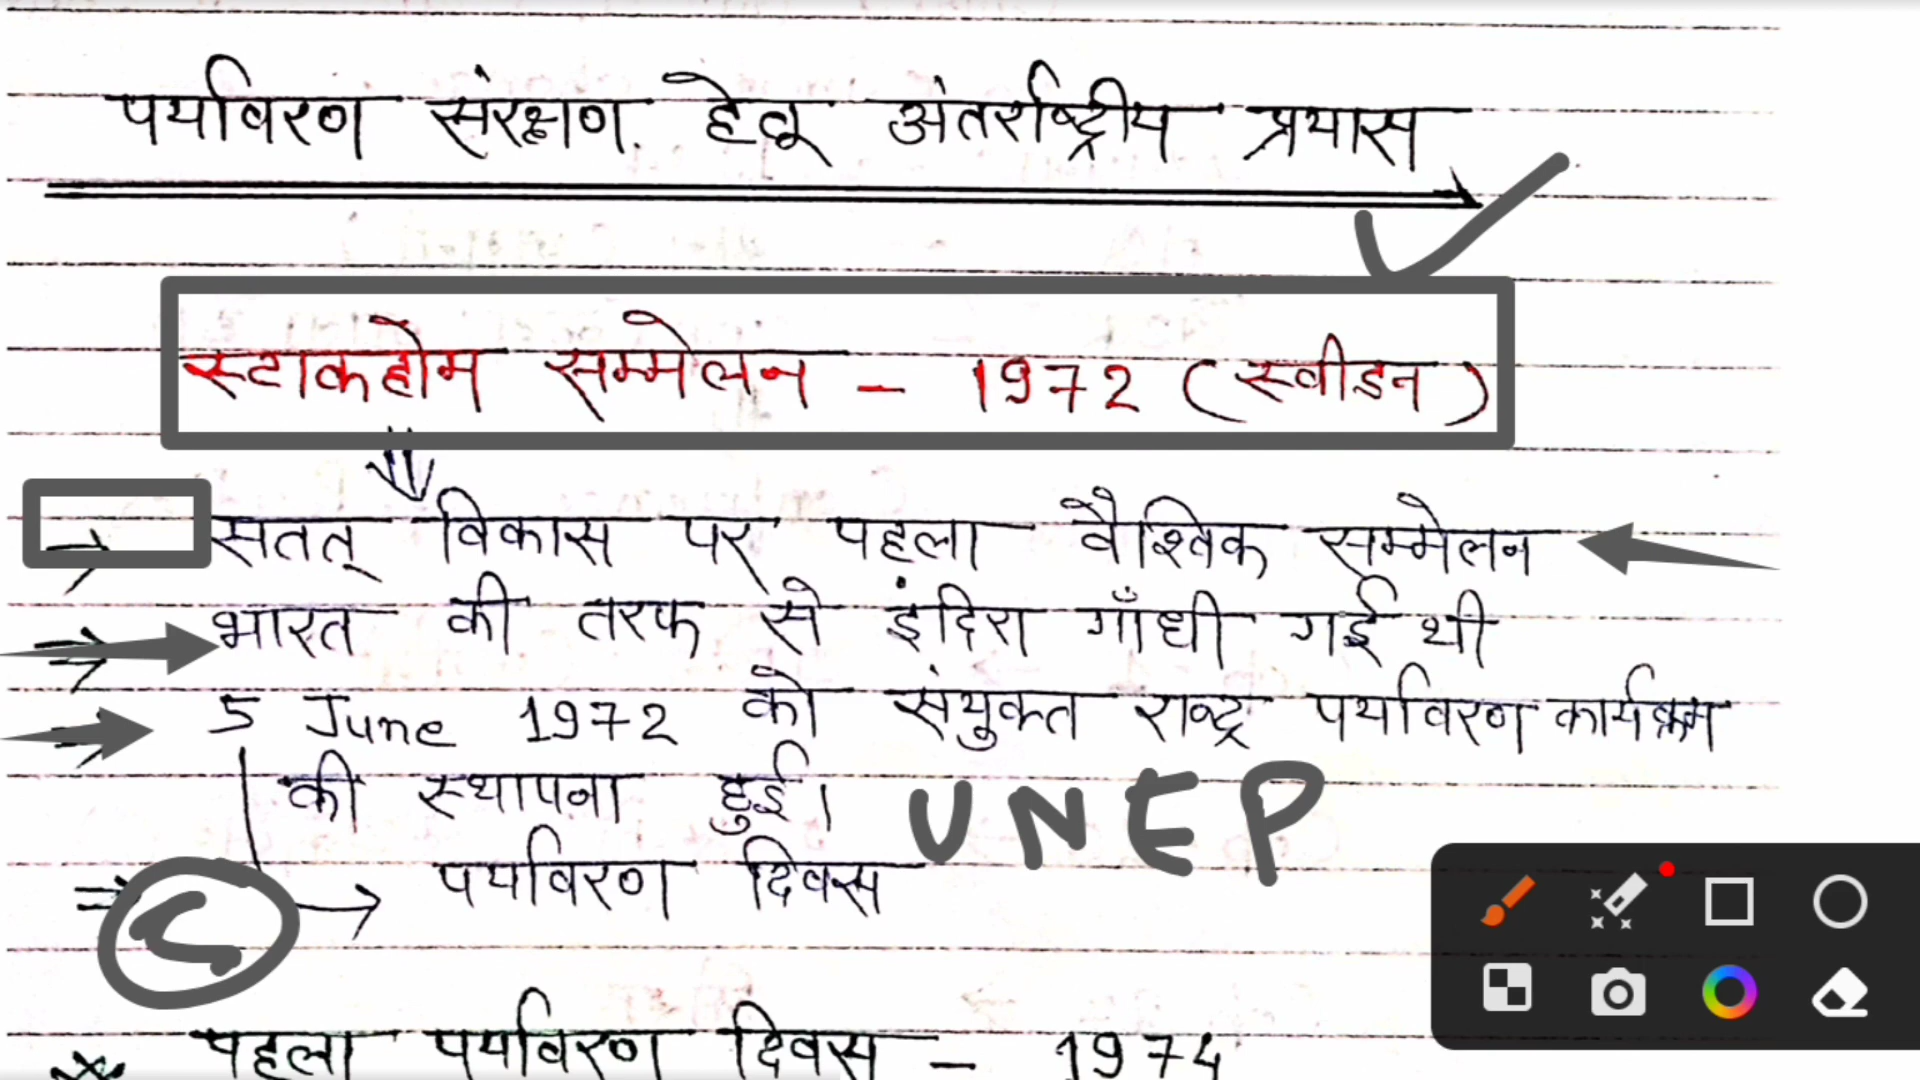 पर्यावरण संरक्षण हेतू अंतर्राष्ट्रीय प्रयास
स्टाकहोम सम्मेलन - 1972 (स्वीडन)
→ सतत् विकास पर पहला वैश्विक सम्मेलन
⇒ भारत की तरफ से इंदिरा गाँधी गई थी
⇒ 5 June 1972 को संयुक्त राष्ट्र पर्यावरण कार्यक्रम
की स्थापना हुई। UNEP
→ पर्यावरण दिवस
पहला पर्यावरण दिवस - 1974